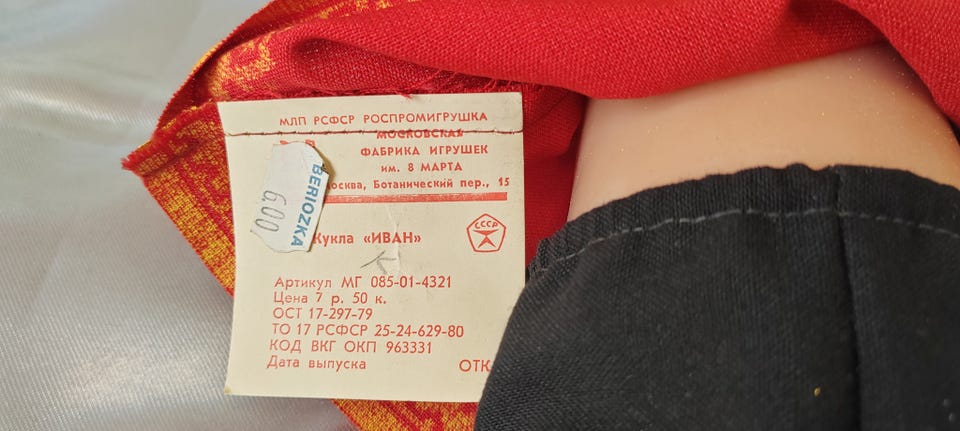 МЛП РСФСР РОСПРОМИГРУШКА
МОСКОВСКАЯ
ФАБРИКА ИГРУШЕК
им. 8 МАРТА
осква, Ботанический пер., 15
BERIOZKA
6.00
Кукла «ИВАН»
СССР
Артикул МГ 085-01-4321
Цена 7 р. 50 к.
ОСТ 17-297-79
ТО 17 РСФСР 25-24-629-80
КОД ВКГ ОКП 963331
Дата выпуска ОТК